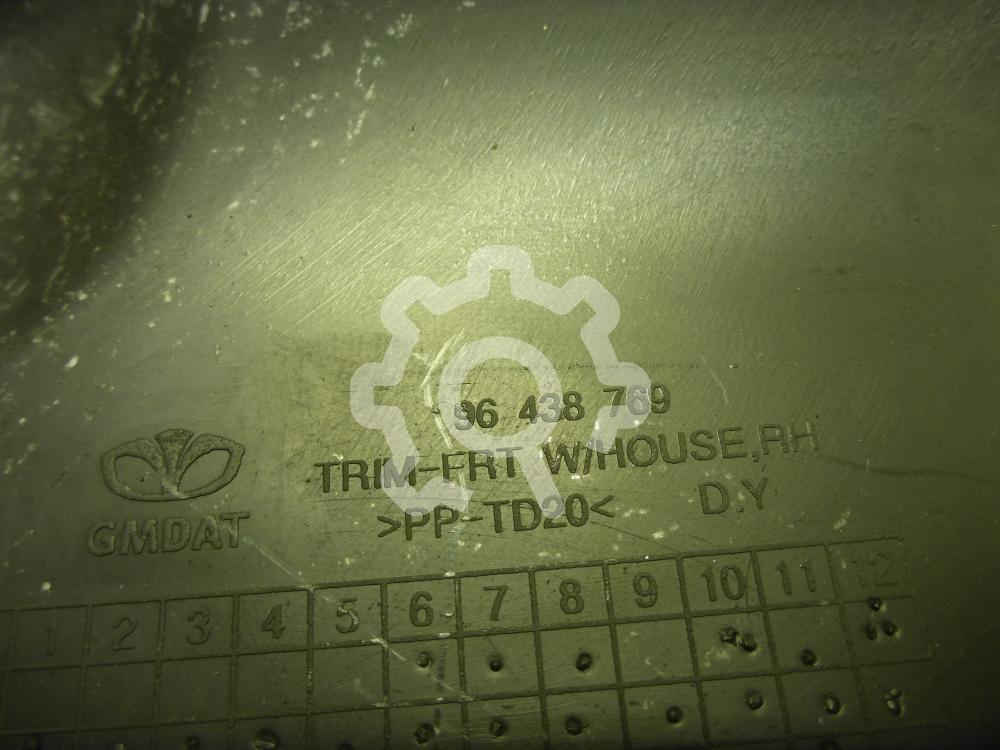 96 438 769
TRIM-FRT W/HOUSE,RH
>PP-TD20< D.Y
GMDAT
1 2 3 4 5 6 7 8 9 10 11 12